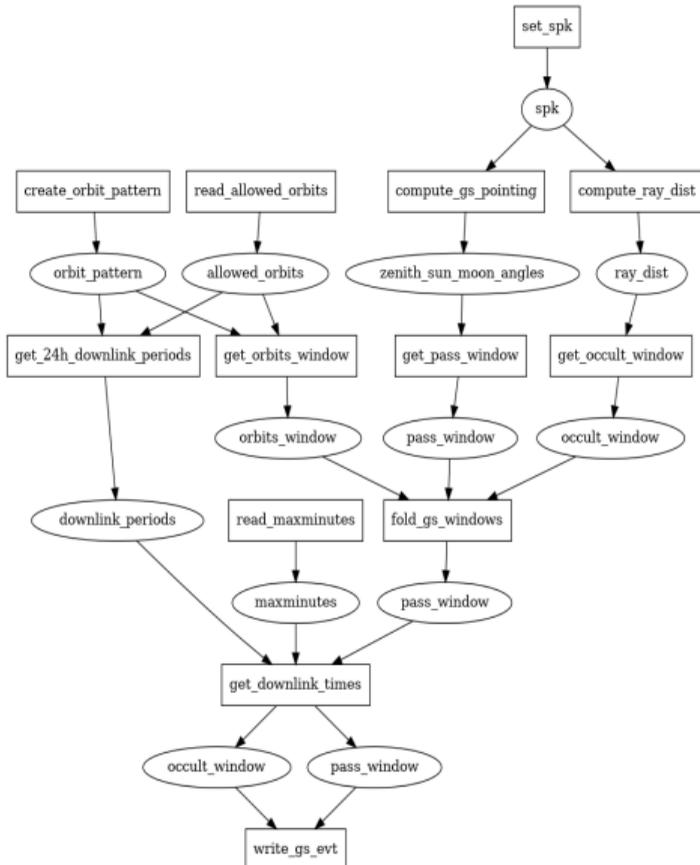 set_spk
spk
create_orbit_pattern
read_allowed_orbits
compute_gs_pointing
compute_ray_dist
orbit_pattern
allowed_orbits
zenith_sun_moon_angles
ray_dist
get_24h_downlink_periods
get_orbits_window
get_pass_window
get_occult_window
orbits_window
pass_window
occult_window
downlink_periods
read_maxminutes
fold_gs_windows
maxminutes
pass_window
get_downlink_times
occult_window
pass_window
write_gs_evt